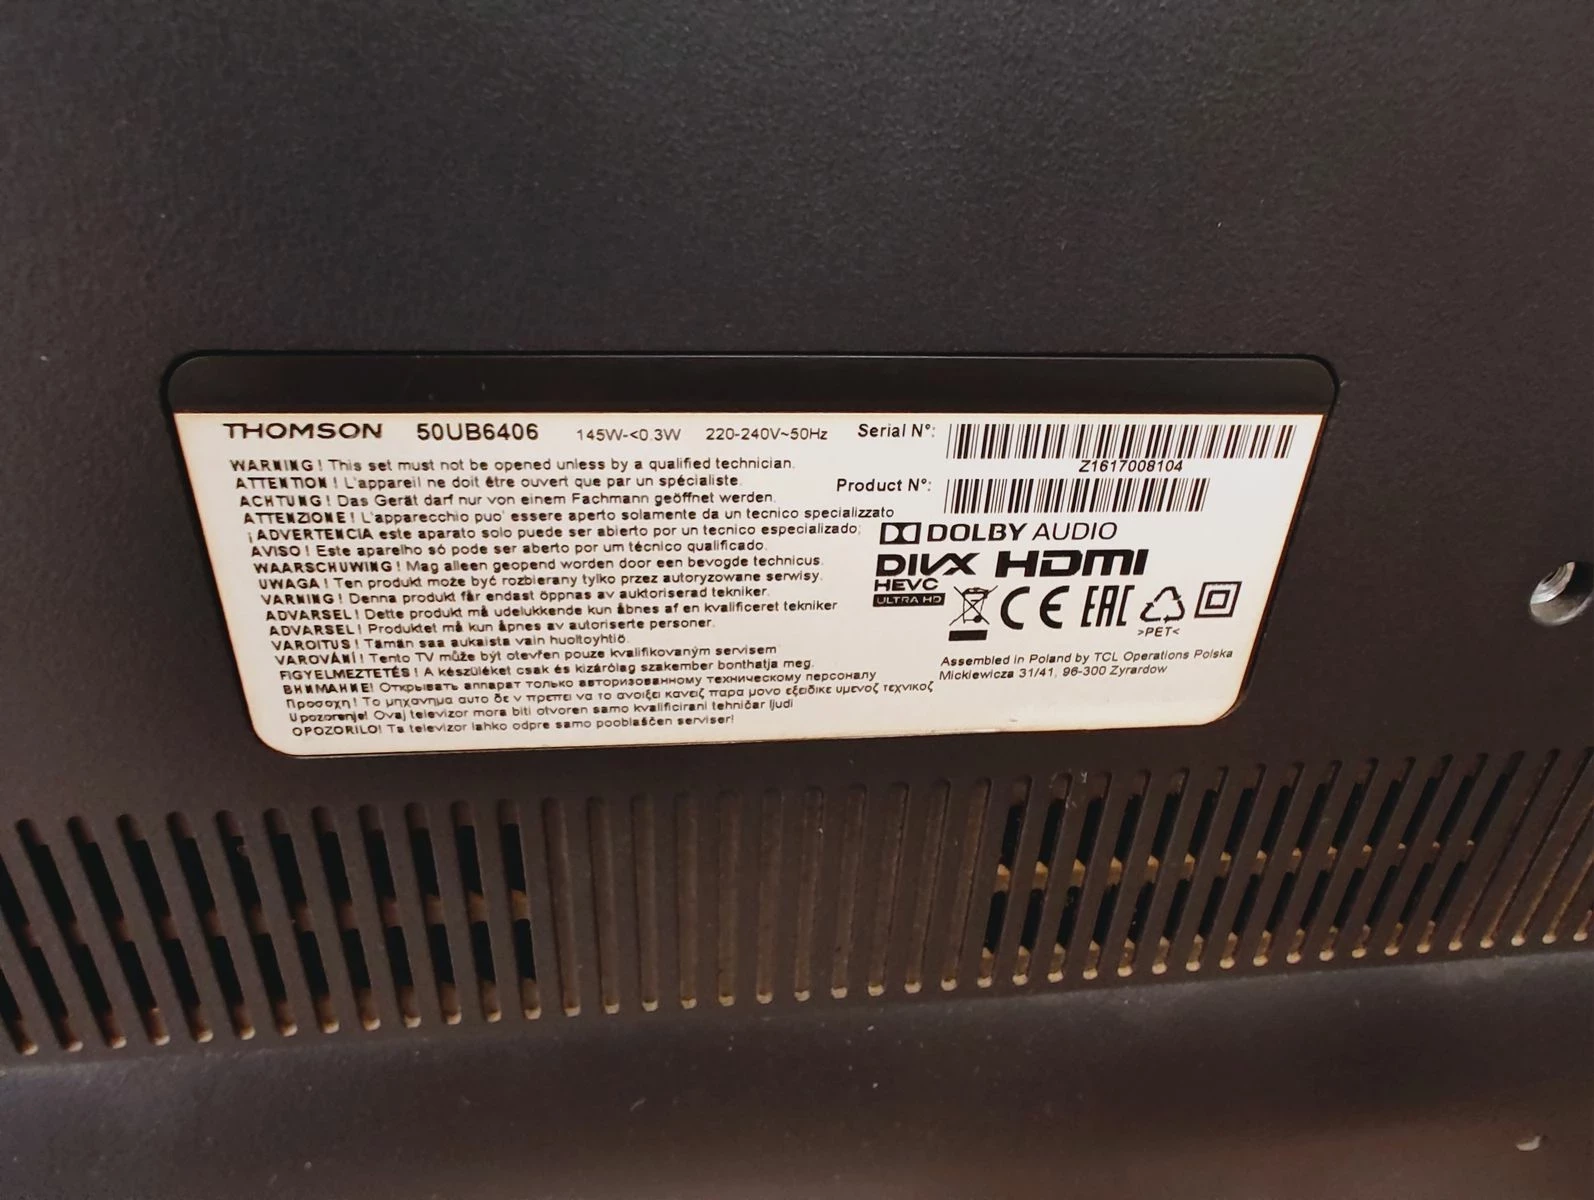 THOMSON 50UB6406 145W-<0.3W 220-240V~50Hz
WARNING! This set must not be opened unless by a qualified technician.
ATTENTION! L'appareil ne doit être ouvert que par un spécialiste.
ACHTUNG! Das Gerät darf nur von einem Fachmann geöffnet werden.
ATTENZIONE! L'apparecchio puo' essere aperto solamente da un tecnico specializzato
¡ADVERTENCIA este aparato solo puede ser abierto por un tecnico especializado;
AVISO! Este aparelho só pode ser aberto por um técnico qualificado.
WAARSCHUWING! Mag alleen geopend worden door een bevogde technicus.
UWAGA! Ten produkt może być rozbierany tylko przez autoryzowane serwisy.
VARNING! Denna produkt får endast öppnas av auktoriserad tekniker.
ADVARSEL! Dette produkt må udelukkende kun åbnes af en kvalificeret tekniker
ADVARSEL! Produktet må kun åpnes av autoriserte personer.
VAROITUS! Tämän saa aukaista vain huoltoyhtiö.
VAROVÁNÍ! Tento TV může být otevřen pouze kvalifikovaným servisem
FIGYELMEZTETÉS! A készüléket csak és kizárólag szakember bonthatja meg.
ВНИМАНИЕ! Открывать аппарат только авторизованному техническому персоналу
Προσοχη! Το μηχανημα αυτο δε ν πρεπει να το ανοιξει κανεις παρα μονο εξειδικε υμενος τεχνικος
Upozorenje! Ovaj televizor mora biti otvoren samo kvalificirani tehničar ljudi
OPOZORILO! Ta televizor lahko odpre samo pooblaščen serviser!
Serial N°:
Z1617008104
Product N°:
DOLBY AUDIO
DIVX HDMI
HEVC
ULTRA HD
CE EAC
>PET<
Assembled in Poland by TCL Operations Polska
Mickiewicza 31/41, 96-300 Zyrardow